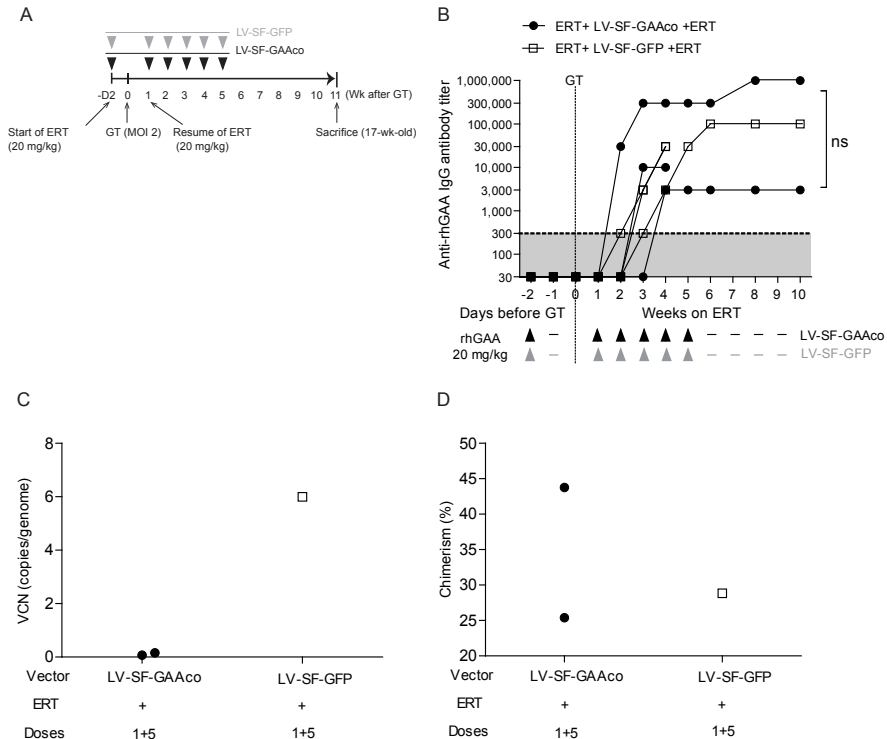 A
LV-SF-GFP
LV-SF-GAAco
-D2 0 1 2 3 4 5 6 7 8 9 10 11 (Wk after GT)
Start of ERT
(20 mg/kg)
GT (MOI 2)
Resume of ERT
(20 mg/kg)
Sacrifice (17-wk-old)
B
ERT+ LV-SF-GAAco +ERT
ERT+ LV-SF-GFP +ERT
GT
Anti-rhGAA IgG antibody titer
1,000,000
300,000
100,000
30,000
10,000
3,000
1,000
300
100
30
ns
-2 -1 0 1 2 3 4 5 6 7 8 9 10
Days before GT Weeks on ERT
rhGAA
20 mg/kg
– – – – – LV-SF-GAAco
– – – – – LV-SF-GFP
C
VCN (copies/genome)
8
6
4
2
0
Vector LV-SF-GAAco LV-SF-GFP
ERT + +
Doses 1+5 1+5
D
Chimerism (%)
50
45
40
35
30
25
20
Vector LV-SF-GAAco LV-SF-GFP
ERT + +
Doses 1+5 1+5